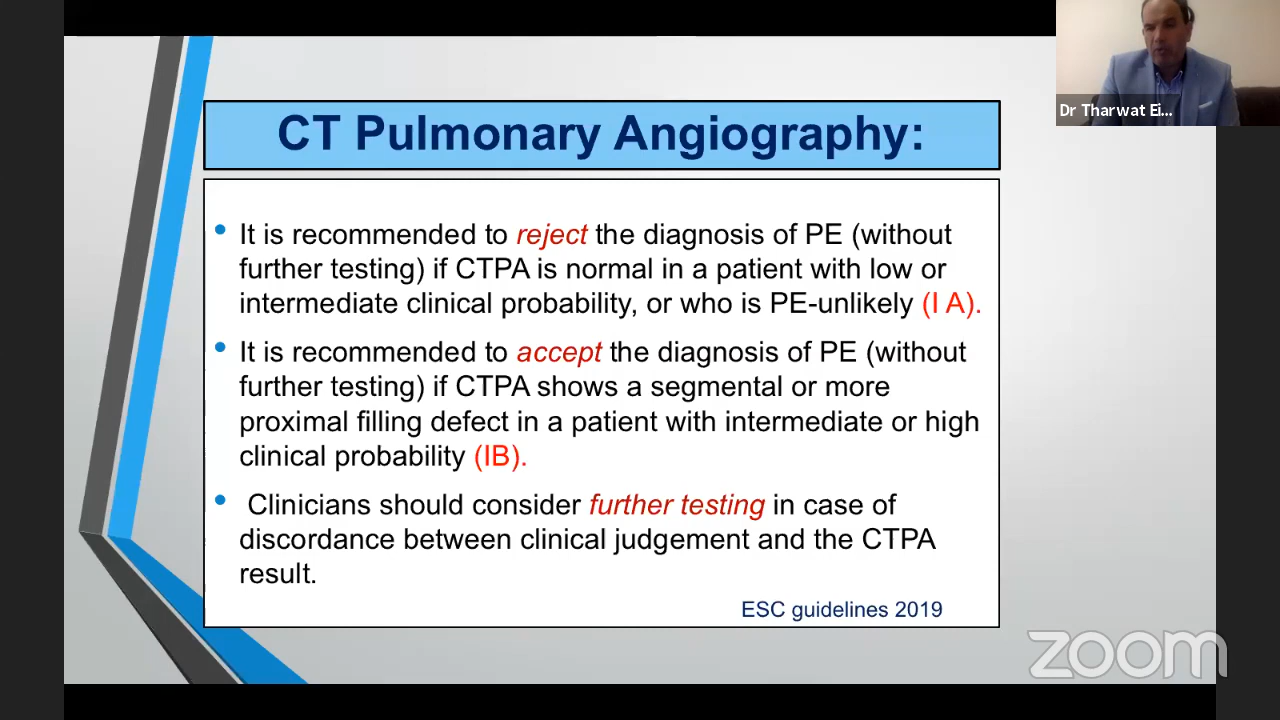 CT Pulmonary Angiography:
• It is recommended to reject the diagnosis of PE (without
further testing) if CTPA is normal in a patient with low or
intermediate clinical probability, or who is PE-unlikely (I A).
• It is recommended to accept the diagnosis of PE (without
further testing) if CTPA shows a segmental or more
proximal filling defect in a patient with intermediate or high
clinical probability (IB).
• Clinicians should consider further testing in case of
discordance between clinical judgement and the CTPA
result.
ESC guidelines 2019
Dr Tharwat Ei...
zoom